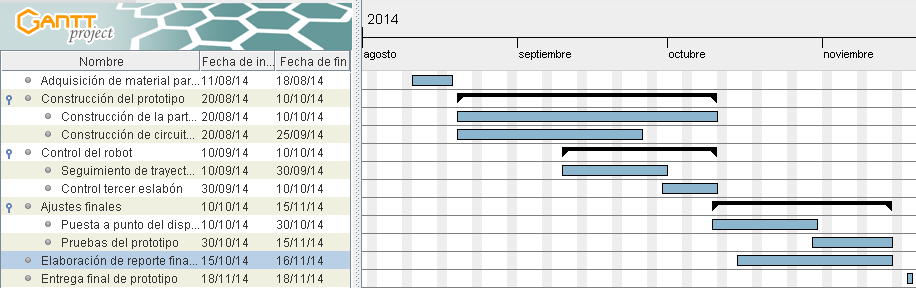 GANTT
project
2014
agosto septiembre octubre noviembre
Nombre Fecha de in... Fecha de fin
Adquisición de material par... 11/08/14 18/08/14
Construcción del prototipo 20/08/14 10/10/14
Construcción de la part... 20/08/14 10/10/14
Construcción de circuit... 20/08/14 25/09/14
Control del robot 10/09/14 10/10/14
Seguimiento de trayect... 10/09/14 30/09/14
Control tercer eslabón 30/09/14 10/10/14
Ajustes finales 10/10/14 15/11/14
Puesta a punto del disp... 10/10/14 30/10/14
Pruebas del prototipo 30/10/14 15/11/14
Elaboración de reporte fina... 15/10/14 16/11/14
Entrega final de prototipo 18/11/14 18/11/14